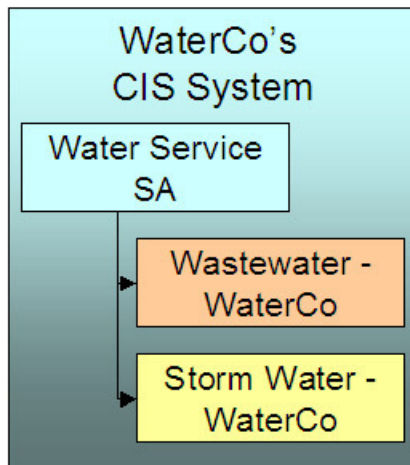 WaterCo's
CIS System
Water Service
SA
Wastewater -
WaterCo
Storm Water -
WaterCo